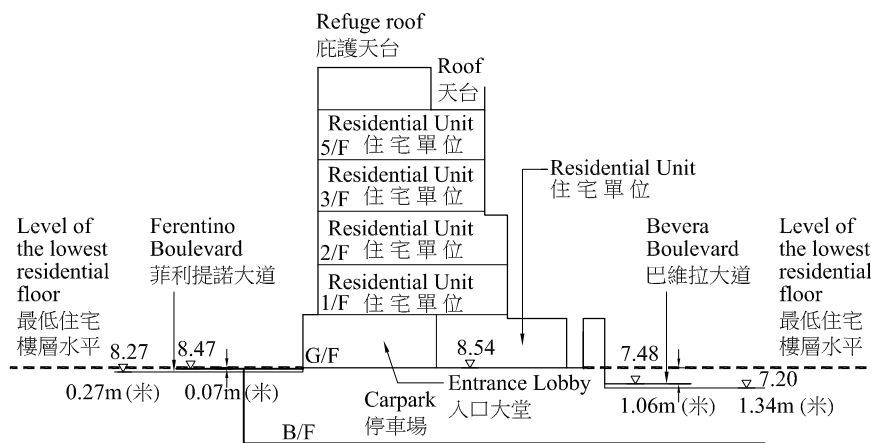 Refuge roof
庇護天台
Roof
天台
Residential Unit
5/F 住宅單位
Residential Unit
3/F 住宅單位
Residential Unit
2/F 住宅單位
Residential Unit
1/F 住宅單位
Residential Unit
住宅單位
Level of
the lowest
residential
floor
最低住宅
樓層水平
Ferentino
Boulevard
菲利提諾大道
Bevera
Boulevard
巴維拉大道
Level of
the lowest
residential
floor
最低住宅
樓層水平
8.27
8.47
G/F
8.54
7.48
7.20
0.27m (米)
0.07m (米)
Carpark
停車場
Entrance Lobby
入口大堂
1.06m (米)
1.34m (米)
B/F